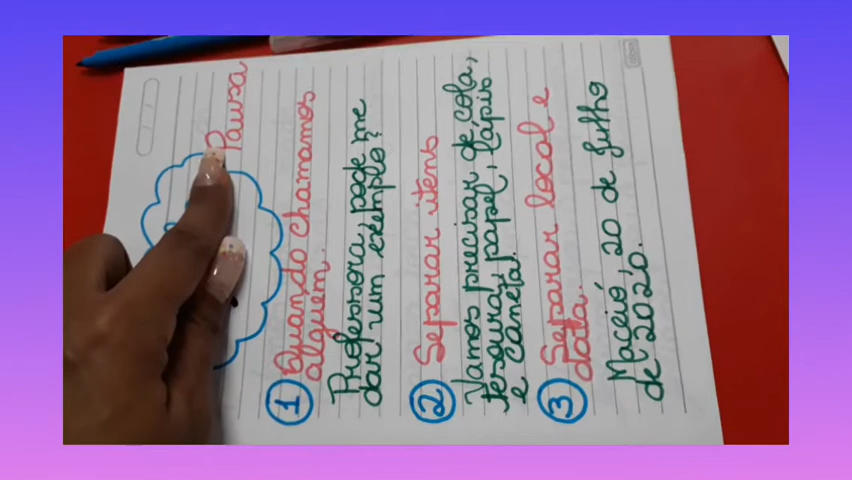 Pausa
1 Quando chamamos
alguem.
Professora, pode me
dar um exemplo?
2 Separar itens
Vamos precisar de cola,
tesoura, papel, lápis
e caneta.
3 Separar local e
data.
Maceió, 20 de Julho
de 2020.